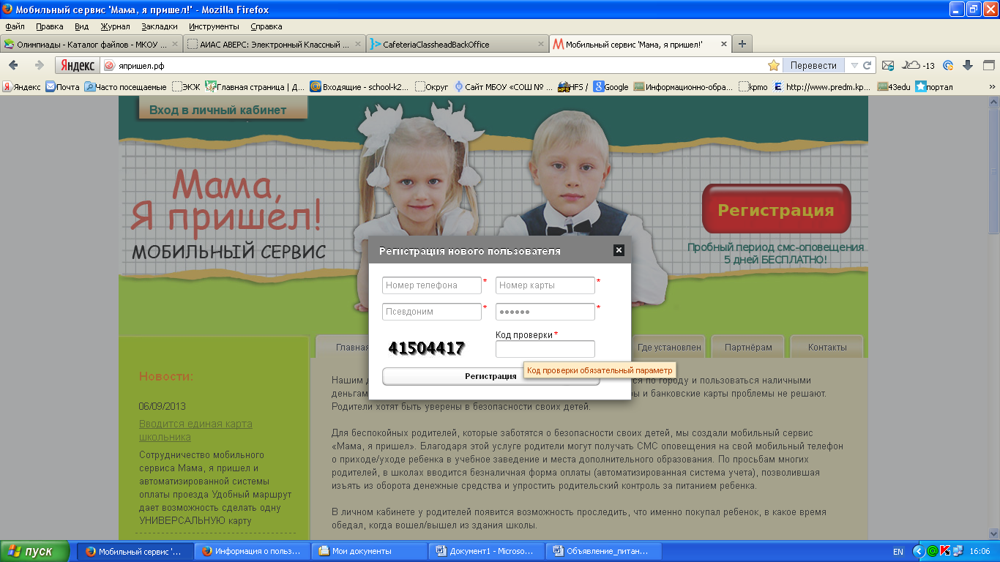 Мобильный сервис 'Мама, я пришел!' - Mozilla Firefox
Файл Правка Вид Журнал Закладки Инструменты Справка
Олимпиады - Каталог файлов - МКОУ ... АИАС АВЕРС: Электронный Классный ... CafeteriaClassheadBackOffice Мобильный сервис 'Мама, я пришел!'
Яндекс япришел.рф Перевести -13
Яндекс Почта Часто посещаемые ЭКЖ Главная страница | Д... Входящие - school-k2... Округ Сайт МБОУ «СОШ № ... HFS / Google Информационно-обра... kpmo http://www.predm.kp... 43edu портал
Вход в личный кабинет
Мама,
Я пришел!
МОБИЛЬНЫЙ СЕРВИС
Регистрация
Пробный период смс-оповещения
5 дней БЕСПЛАТНО!
Регистрация нового пользователя
Номер телефона * Номер карты *
Псевдоним * ●●●●●● *
Код проверки *
41504417
Код проверки обязательный параметр
Регистрация
Главная Где установлен Партнёрам Контакты
Новости:
06/09/2013
Вводится единая карта
школьника
Сотрудничество мобильного
сервиса Мама, я пришел и
автоматизированной системы
оплаты проезда Удобный маршрут
дает возможность сделать одну
УНИВЕРСАЛЬНУЮ карту
Нашим д ся по городу и пользоваться наличными
деньгам ы и банковские карты проблемы не решают.
Родители хотят быть уверены в безопасности своих детей.
Для беспокойных родителей, которые заботятся о безопасности своих детей, мы создали мобильный сервис
«Мама, я пришел». Благодаря этой услуге родители могут получать СМС оповещения на свой мобильный телефон
о приходе/уходе ребенка в учебное заведение и места дополнительного образования. По просьбам многих
родителей, в школах вводится безналичная форма оплаты (автоматизированная система учета), позволившая
изъять из оборота денежные средства и упростить родительский контроль за питанием ребенка.
В личном кабинете у родителей появится возможность проследить, что именно покупал ребенок, в какое время
обедал, когда вошел/вышел из здания школы.
пуск Мобильный сервис '... Информация о польз... Мои документы Документ1 - Microso... Объявление_питан... EN 16:06